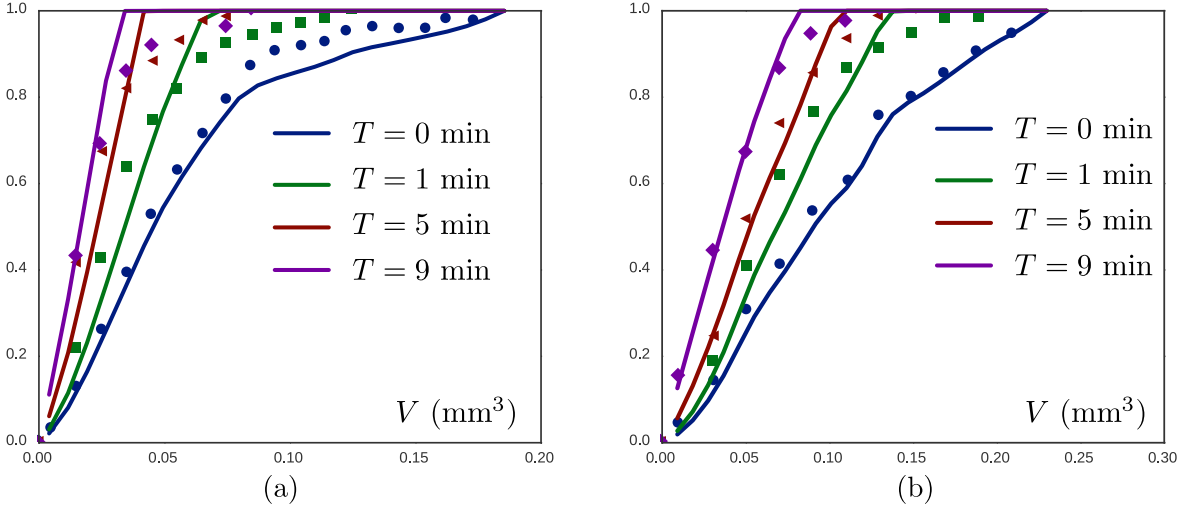 1.0
0.8
0.6
0.4
0.2
0.0
T = 0 min
T = 1 min
T = 5 min
T = 9 min
V (mm³)
0.00 0.05 0.10 0.15 0.20
(a)
1.0
0.8
0.6
0.4
0.2
0.0
T = 0 min
T = 1 min
T = 5 min
T = 9 min
V (mm³)
0.00 0.05 0.10 0.15 0.20 0.25 0.30
(b)